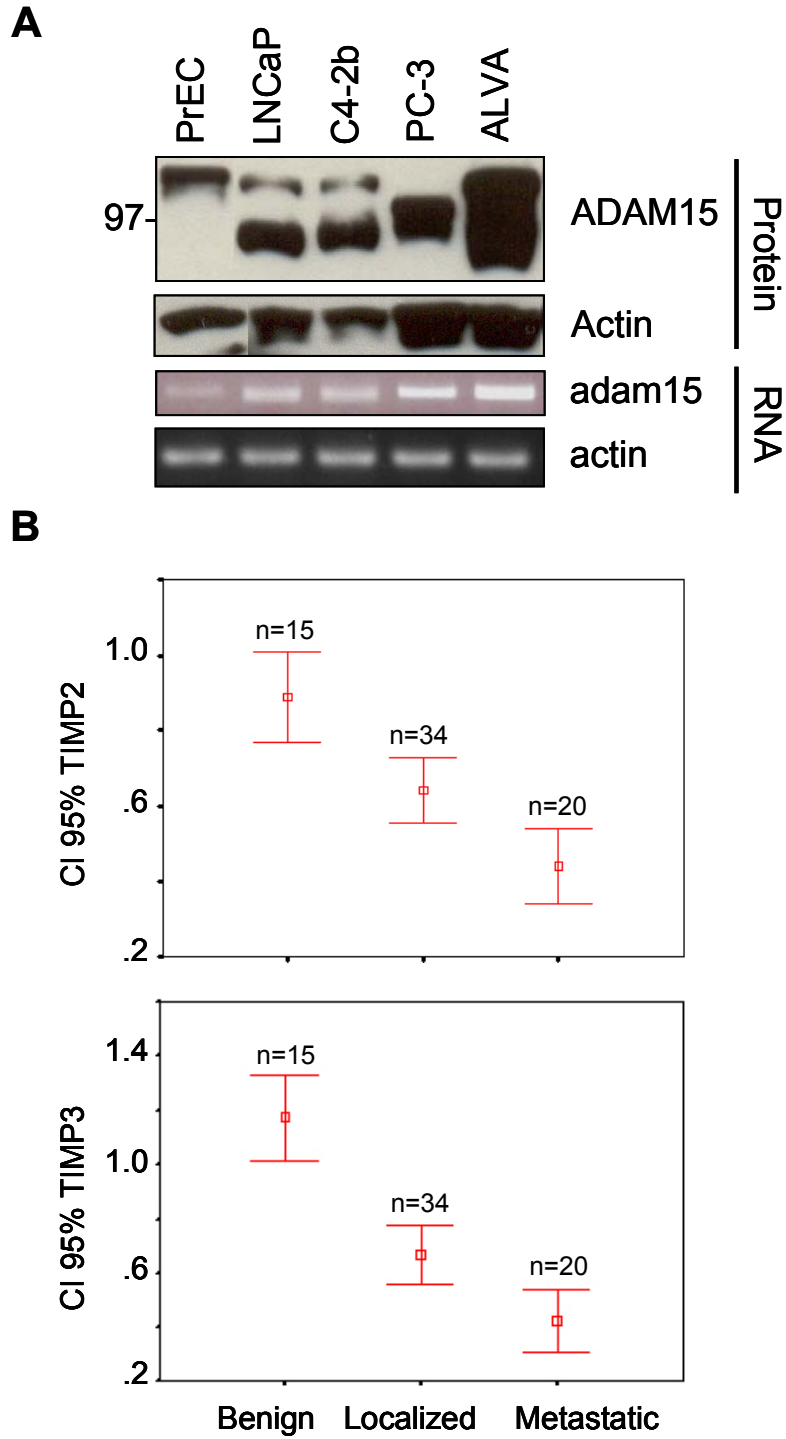 A
PrEC
LNCaP
C4-2b
PC-3
ALVA
97-
ADAM15
Actin
Protein
adam15
actin
RNA
B
CI 95% TIMP2
1.0
.6
.2
n=15
n=34
n=20
CI 95% TIMP3
1.4
1.0
.6
.2
n=15
n=34
n=20
Benign Localized Metastatic